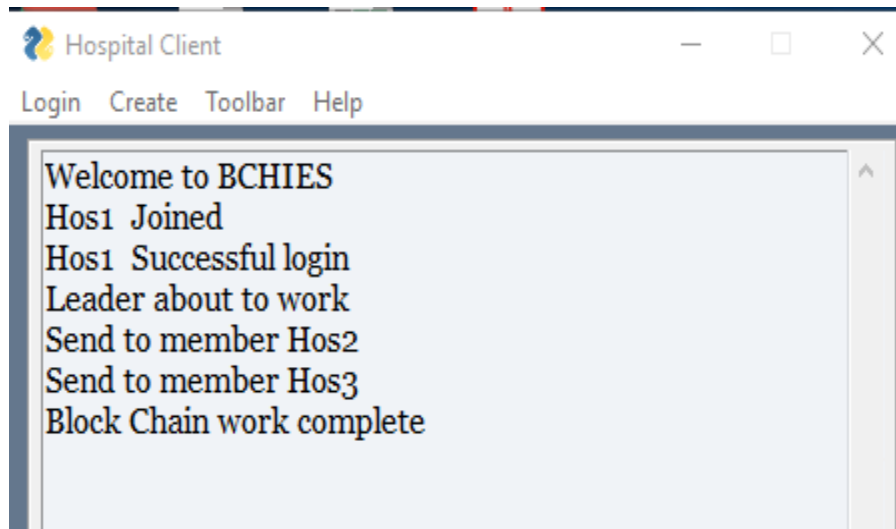 Hospital Client
Login Create Toolbar Help
Welcome to BCHIES
Hos1  Joined
Hos1  Successful login
Leader about to work
Send to member Hos2
Send to member Hos3
Block Chain work complete